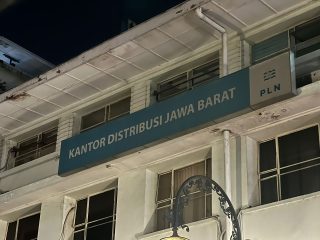 KANTOR DISTRIBUSI JAWA BARAT
PLN